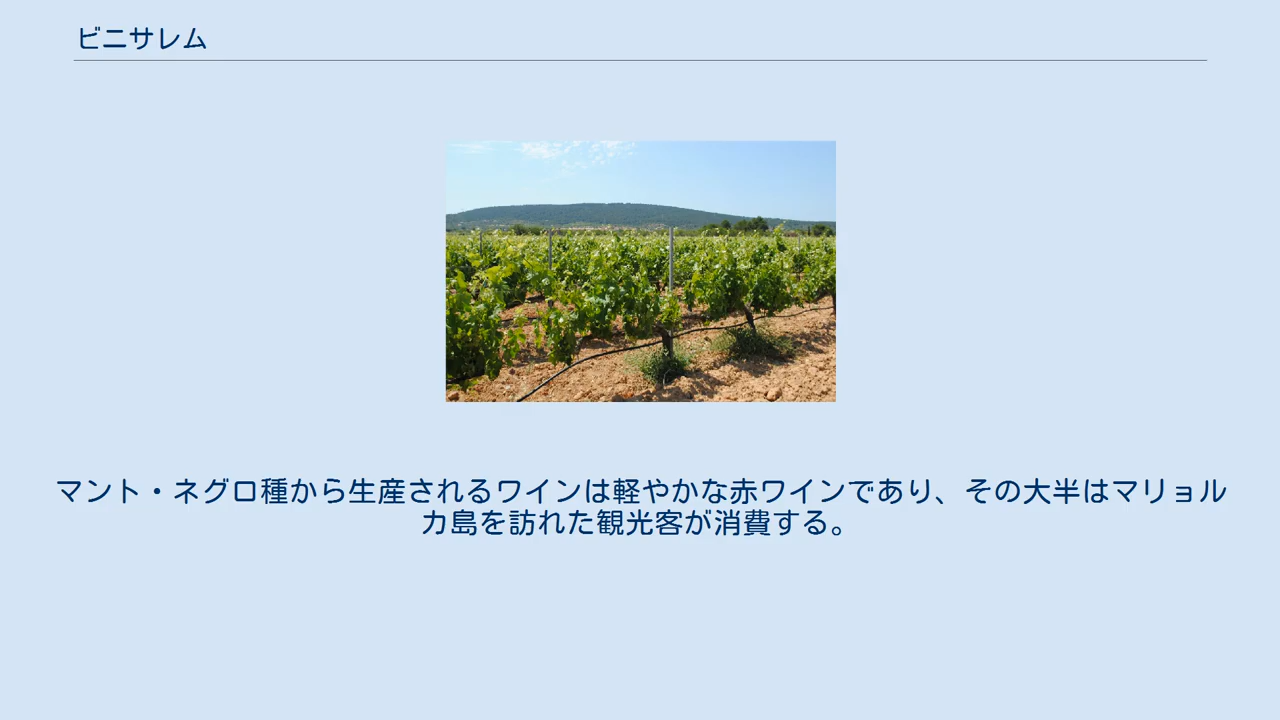 ビニサレム
マント・ネグロ種から生産されるワインは軽やかな赤ワインであり、その大半はマリョル
カ島を訪れた観光客が消費する。